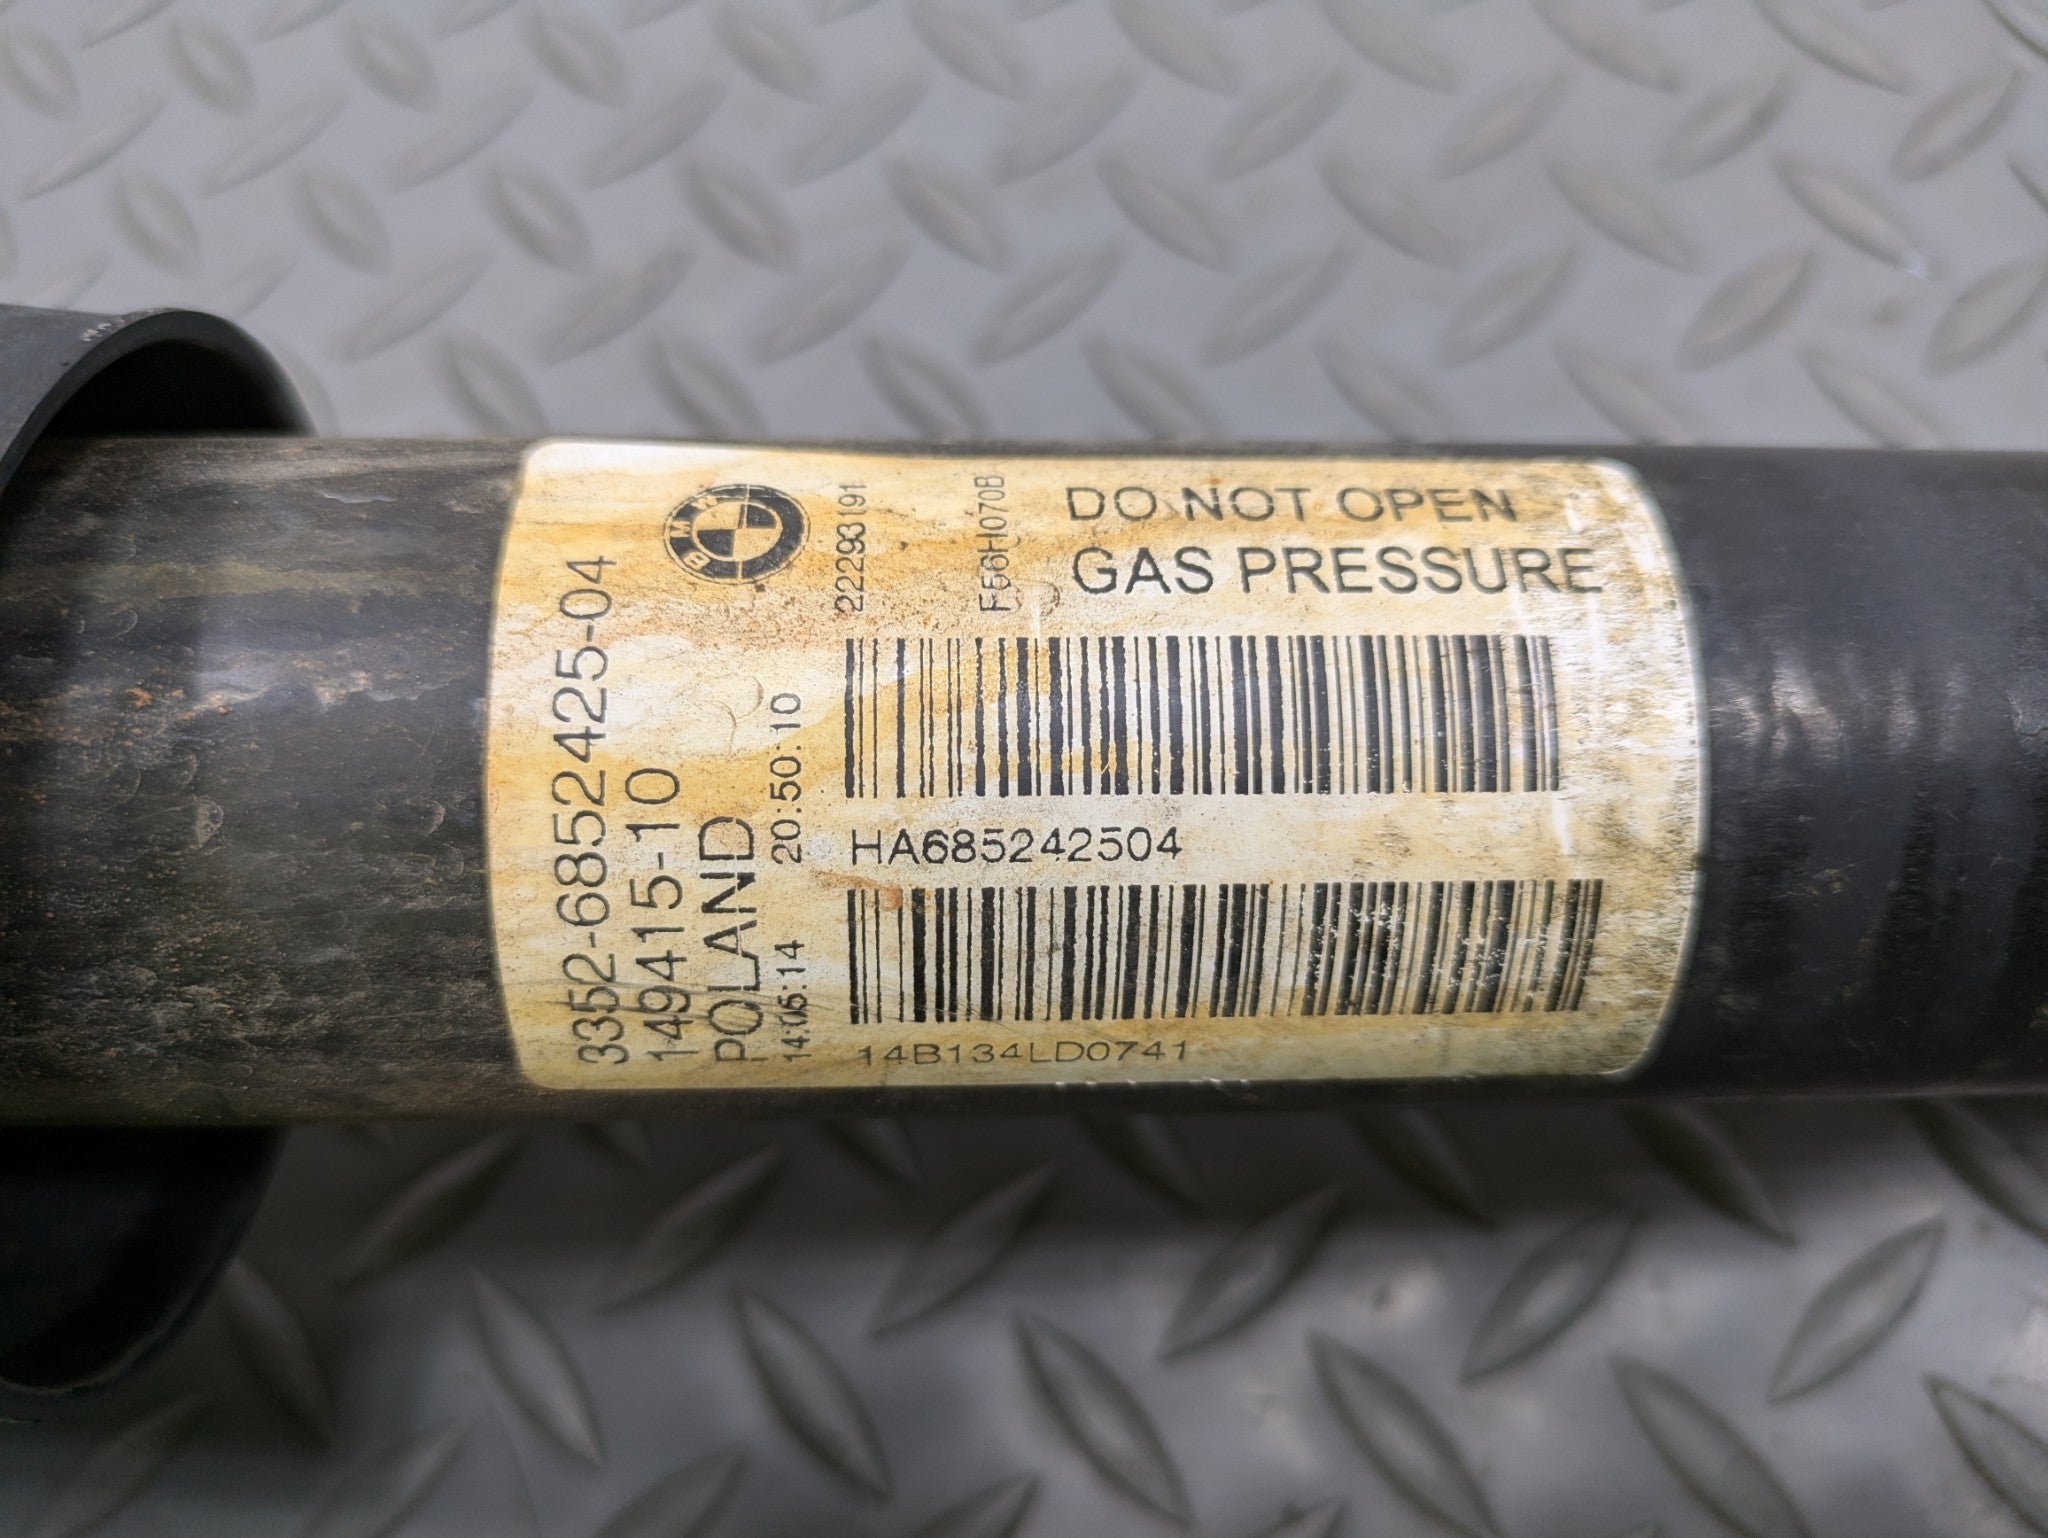 3352-6852425-04
149415-10
POLAND
14:05:14 20:50:10
BMW
22293191
F56H070B
DO NOT OPEN
GAS PRESSURE
HA685242504
14B134LD0741